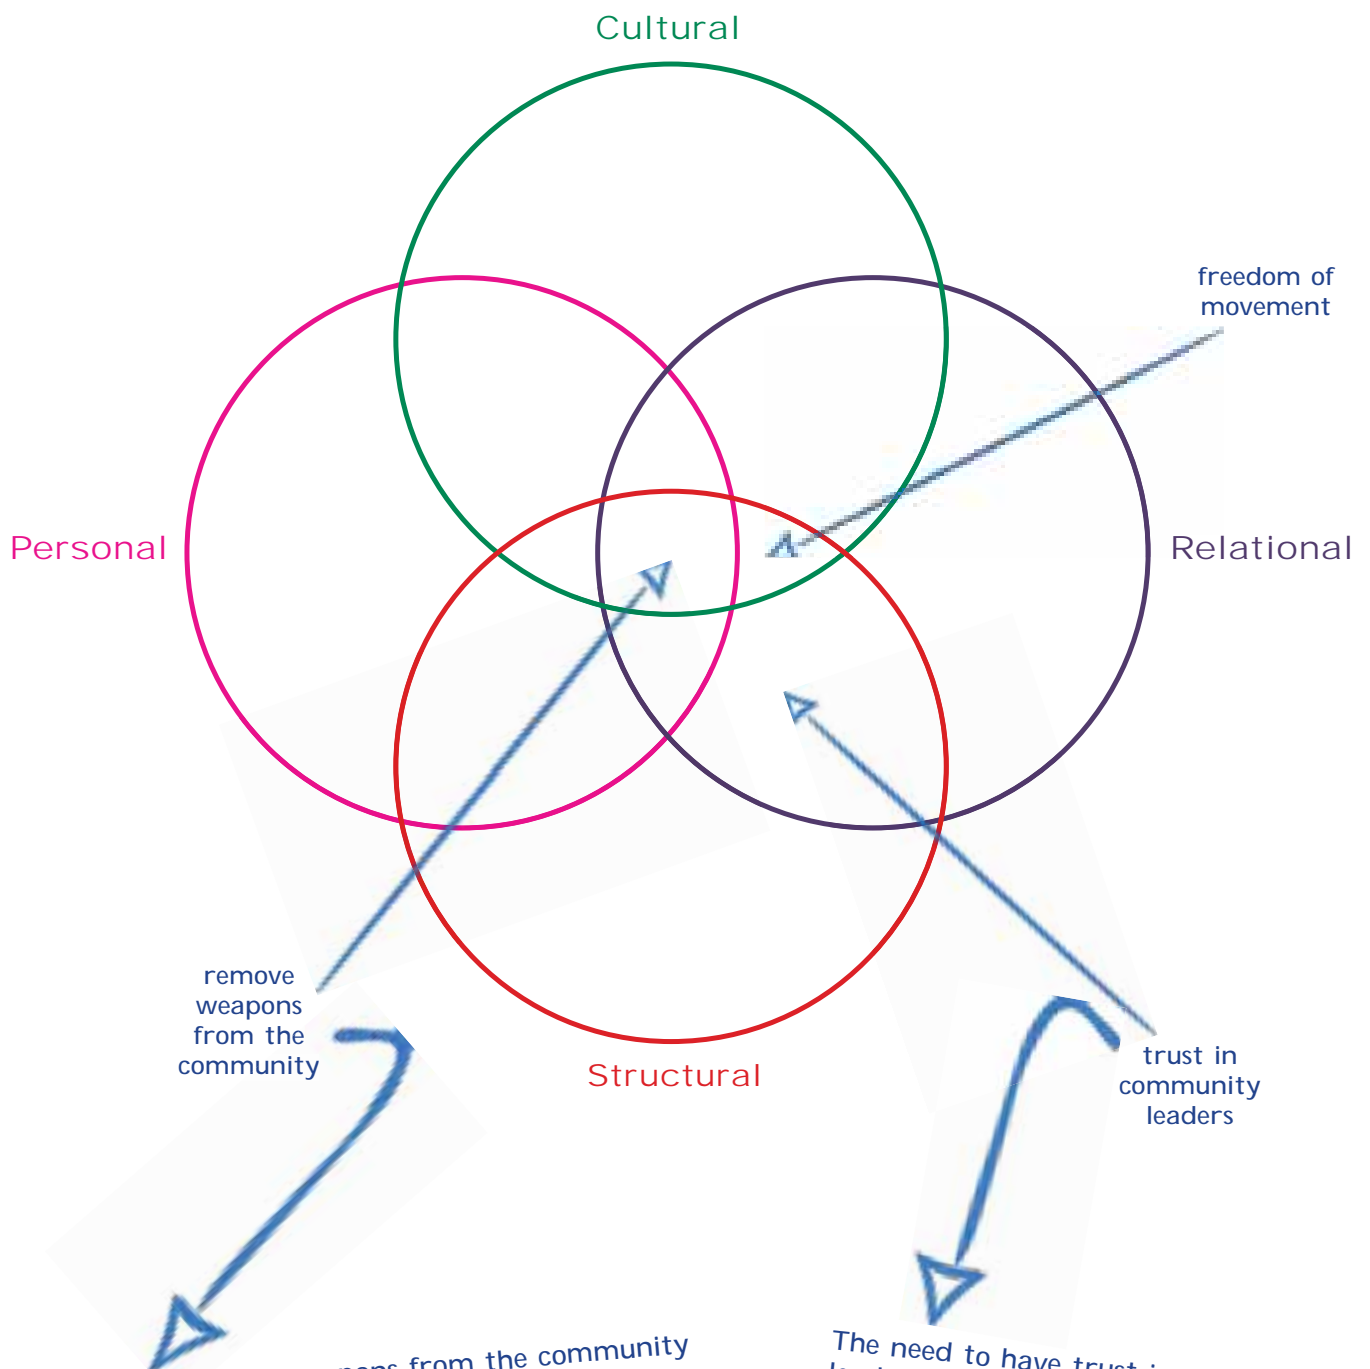 Cultural
freedom of
movement
Personal
Relational
remove
weapons
from the
community
Structural
trust in
community
leaders
from the community
The need to have trust